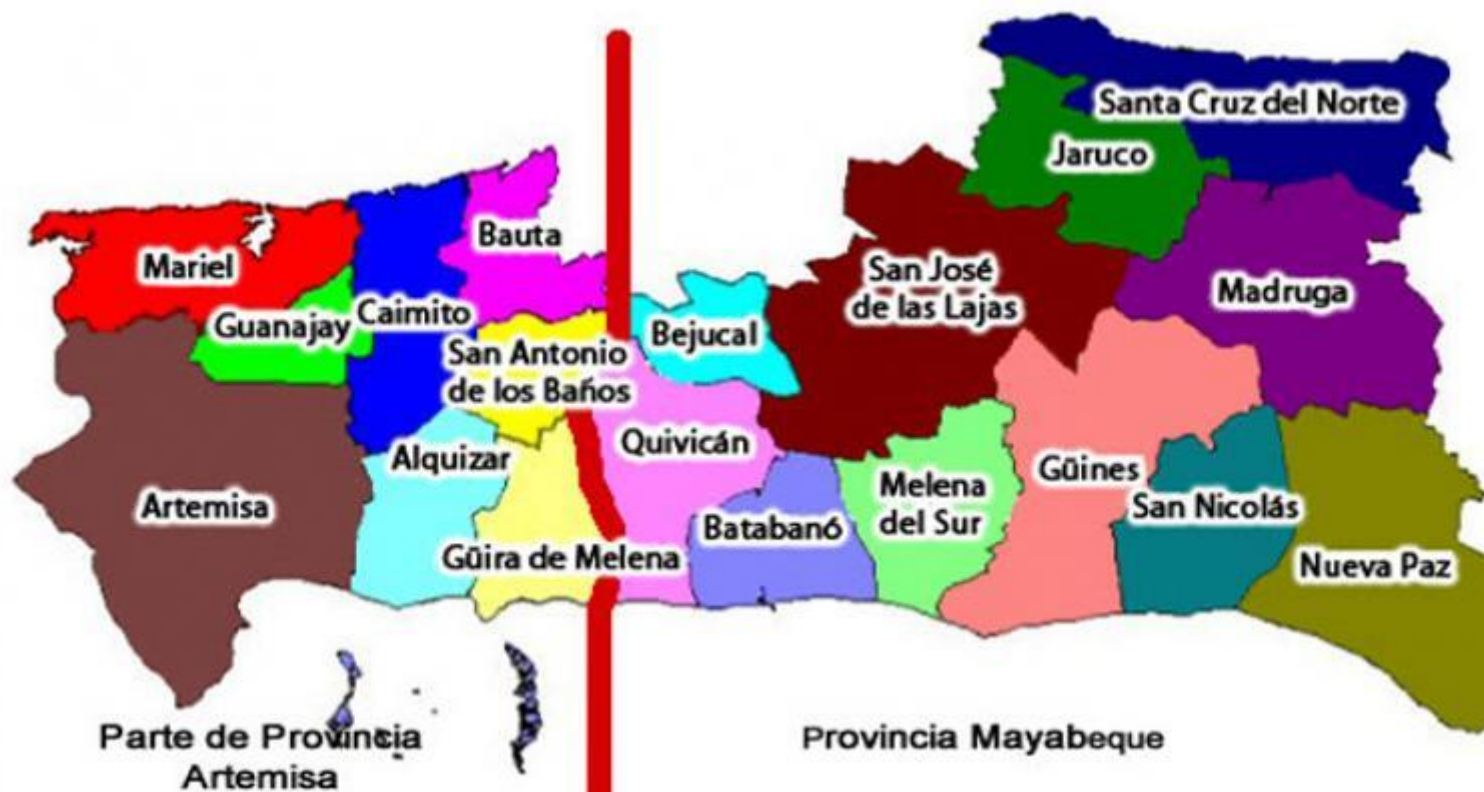 Santa Cruz del Norte
Jaruco
Bauta
Mariel
San José
de las Lajas
Madruga
Guanajay
Caimito
Bejucal
San Antonio
de los Baños
Quivicán
Alquizar
Artemisa
Güines
Melena
del Sur
San Nicolás
Batabanó
Güira de Melena
Nueva Paz
Parte de Provincia
Artemisa
Provincia Mayabeque